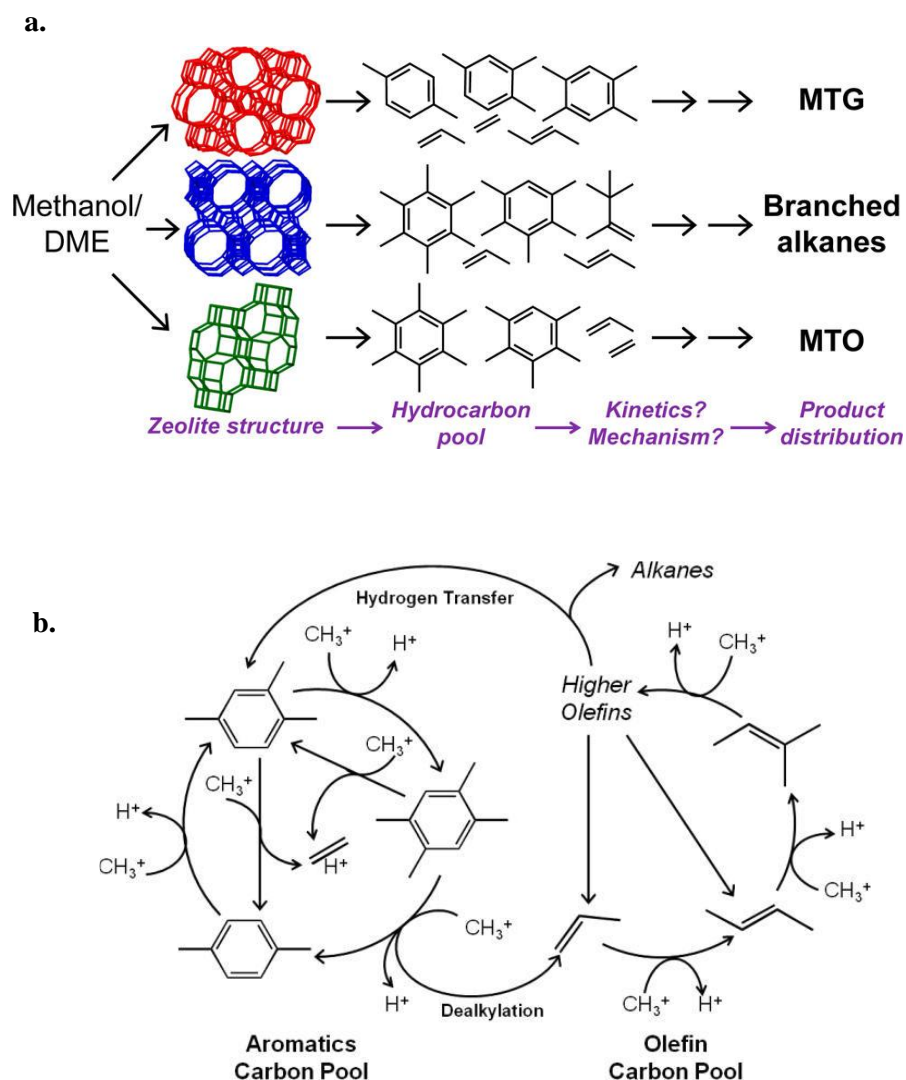 a.
Methanol/
DME
MTG
Branched
alkanes
MTO
Zeolite structure
Hydrocarbon
pool
Kinetics?
Mechanism?
Product
distribution
b.
Alkanes
Hydrogen Transfer
CH₃⁺
H⁺
H⁺
CH₃⁺
Higher
Olefins
CH₃⁺
CH₃⁺
H⁺
H⁺
H⁺
CH₃⁺
CH₃⁺
CH₃⁺
H⁺
Dealkylation
CH₃⁺
H⁺
Aromatics
Carbon Pool
Olefin
Carbon Pool